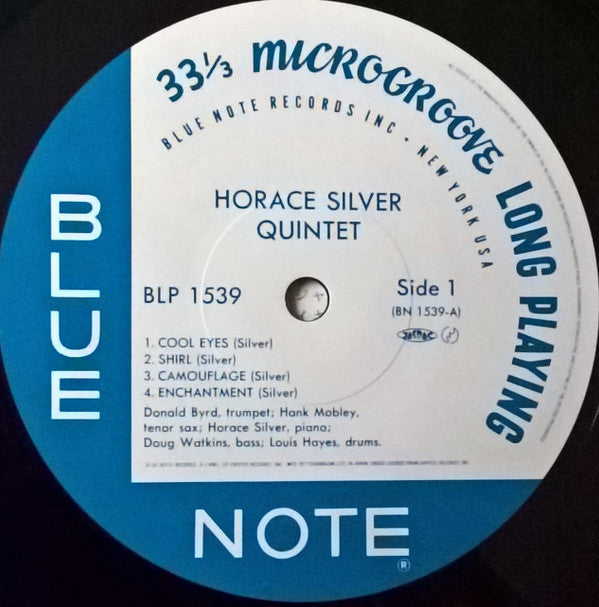 33⅓ MICROGROOVE LONG PLAYING
BLUE NOTE RECORDS INC • NEW YORK USA
HORACE SILVER
QUINTET
BLP 1539
Side 1
(BN 1539-A)
1. COOL EYES (Silver)
2. SHIRL (Silver)
3. CAMOUFLAGE (Silver)
4. ENCHANTMENT (Silver)
Donald Byrd, trumpet; Hank Mobley,
tenor sax; Horace Silver, piano;
Doug Watkins, bass; Louis Hayes, drums.
BLUE
NOTE
®